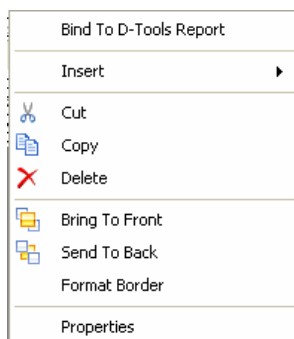 Bind To D-Tools Report
Insert
Cut
Copy
Delete
Bring To Front
Send To Back
Format Border
Properties